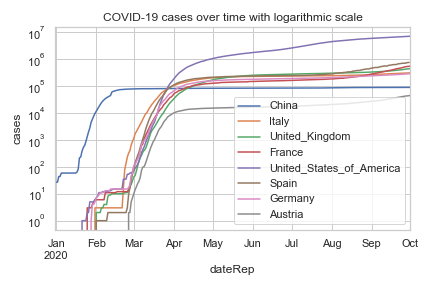 COVID-19 cases over time with logarithmic scale
cases
10^7
10^6
10^5
10^4
10^3
10^2
10^1
10^0
China
Italy
United_Kingdom
France
United_States_of_America
Spain
Germany
Austria
Jan Feb Mar Apr May Jun Jul Aug Sep Oct
2020
dateRep